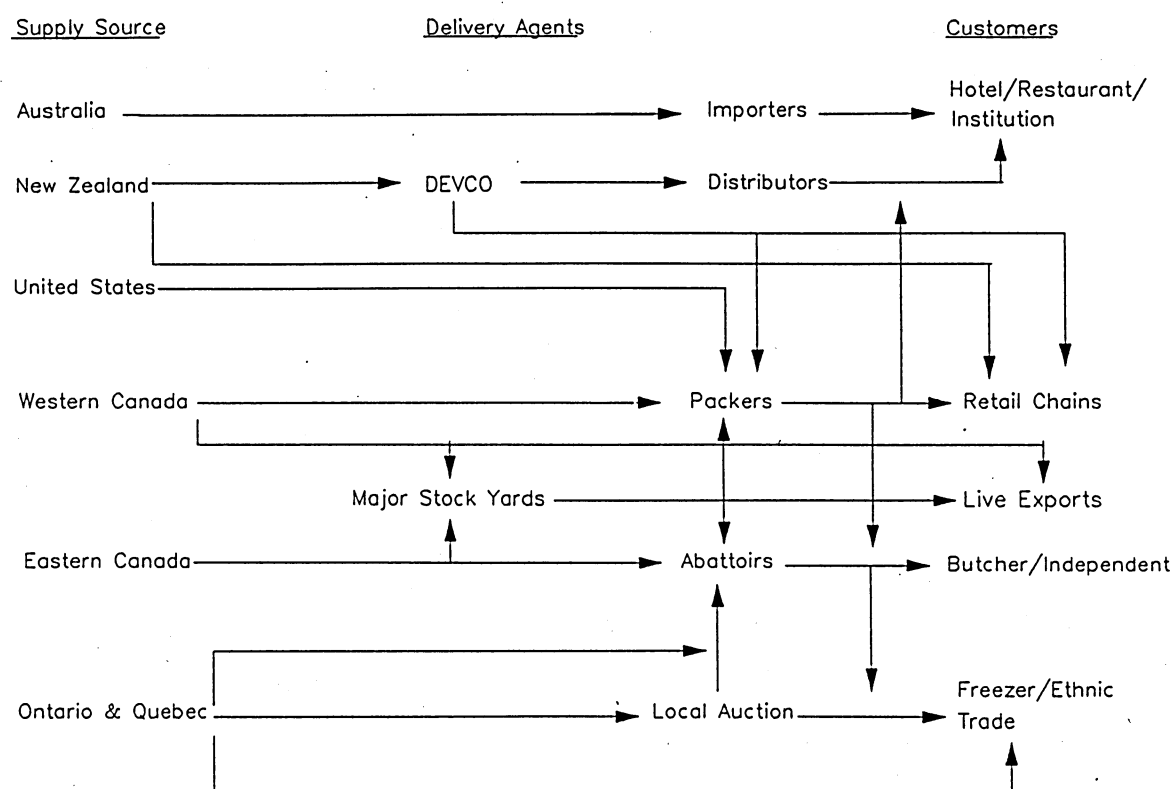 Supply Source Delivery Agents Customers
Australia Importers Hotel/Restaurant/
Institution
New Zealand DEVCO Distributors
United States
Western Canada Packers Retail Chains
Major Stock Yards Live Exports
Eastern Canada Abattoirs Butcher/Independent
Ontario & Quebec Local Auction Freezer/Ethnic
Trade